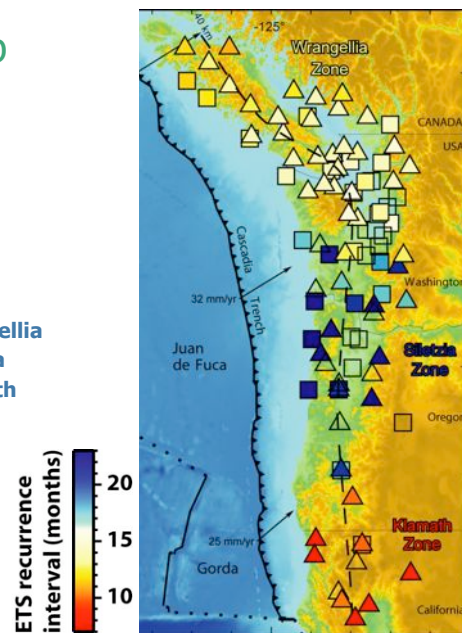 40 km
-125°
Wrangellia
Zone
CANADA
USA
Cascadia
Trench
32 mm/yr
Washington
Juan
de Fuca
Siletzia
Zone
Oregon
ellia
a
th
ETS recurrence
interval (months)
20
15
10
25 mm/yr
Klamath
Zone
Gorda
California